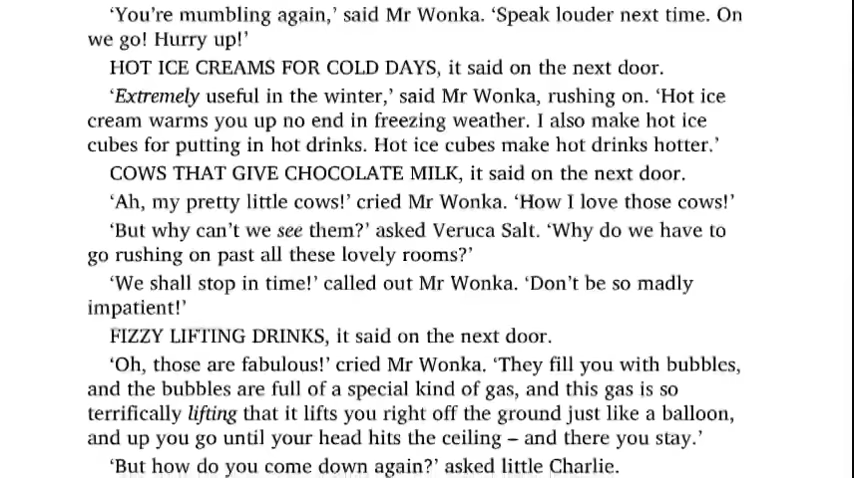 ‘You’re mumbling again,’ said Mr Wonka. ‘Speak louder next time. On
we go! Hurry up!’
HOT ICE CREAMS FOR COLD DAYS, it said on the next door.
‘Extremely useful in the winter,’ said Mr Wonka, rushing on. ‘Hot ice
cream warms you up no end in freezing weather. I also make hot ice
cubes for putting in hot drinks. Hot ice cubes make hot drinks hotter.’
COWS THAT GIVE CHOCOLATE MILK, it said on the next door.
‘Ah, my pretty little cows!’ cried Mr Wonka. ‘How I love those cows!’
‘But why can’t we see them?’ asked Veruca Salt. ‘Why do we have to
go rushing on past all these lovely rooms?’
‘We shall stop in time!’ called out Mr Wonka. ‘Don’t be so madly
impatient!’
FIZZY LIFTING DRINKS, it said on the next door.
‘Oh, those are fabulous!’ cried Mr Wonka. ‘They fill you with bubbles,
and the bubbles are full of a special kind of gas, and this gas is so
terrifically lifting that it lifts you right off the ground just like a balloon,
and up you go until your head hits the ceiling – and there you stay.’
‘But how do you come down again?’ asked little Charlie.